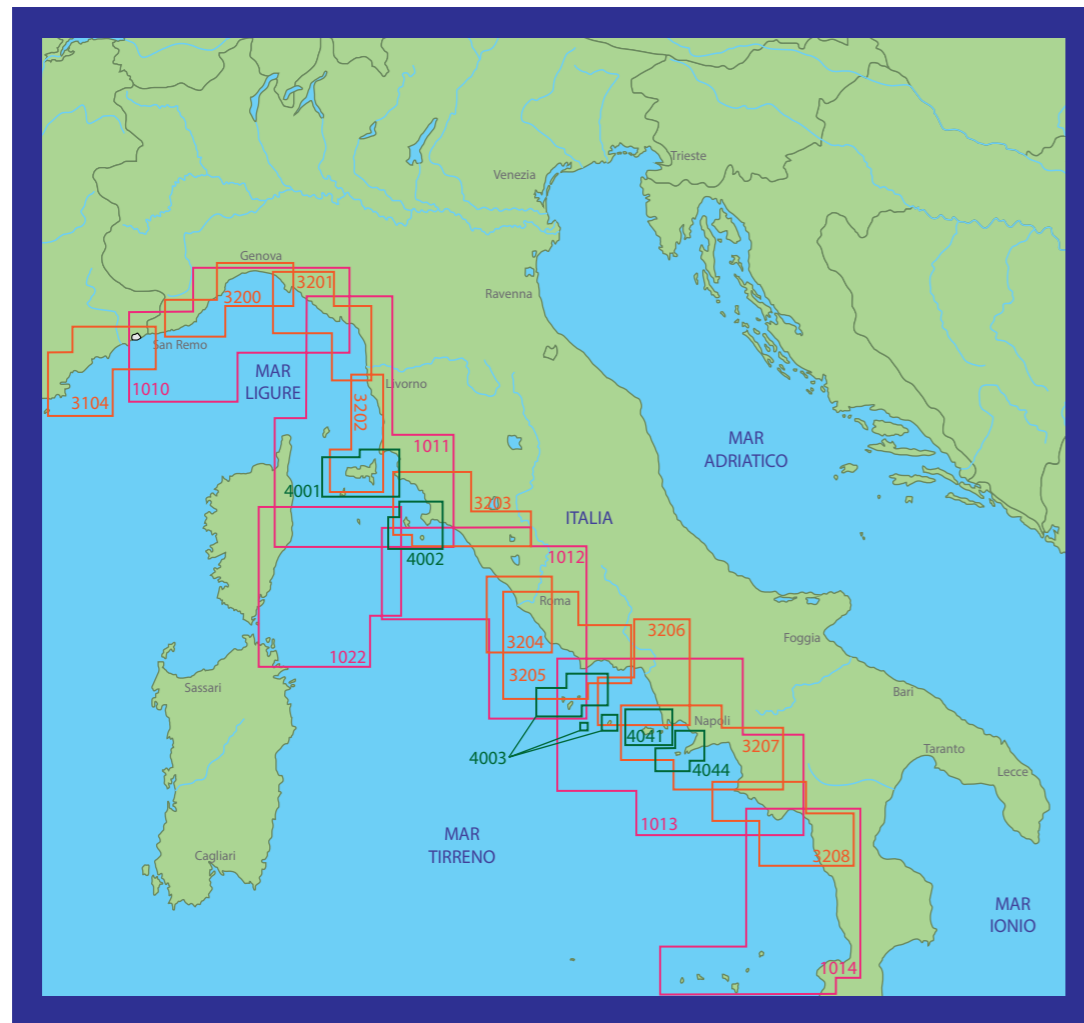 Trieste
Venezia
Genova
3201
3200
Ravenna
San Remo
MAR
LIGURE
Livorno
1010
3104
3202
1011
MAR
ADRIATICO
4001
3203
ITALIA
4002
1012
Roma
3206
3204
Foggia
1022
3205
Sassari
Bari
Napoli
4041
3207
Taranto
4003
4044
Lecce
1013
MAR
TIRRENO
Cagliari
3208
MAR
IONIO
1014